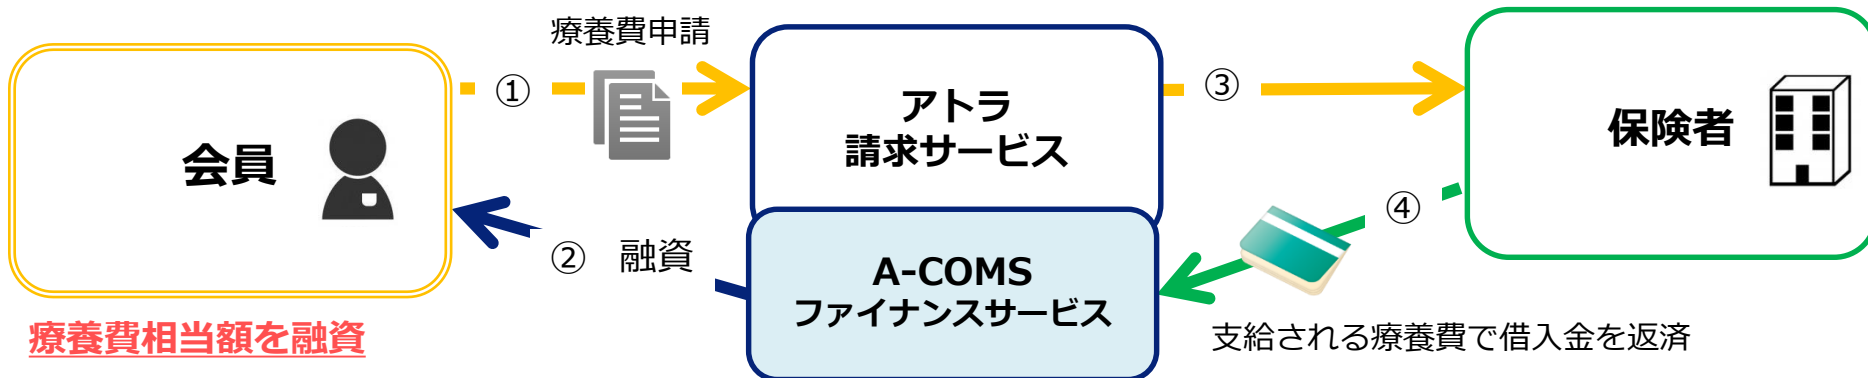 療養費申請
①
③
会員
アトラ
請求サービス
保険者
② 融資
④
A-COMS
ファイナンスサービス
療養費相当額を融資
支給される療養費で借入金を返済